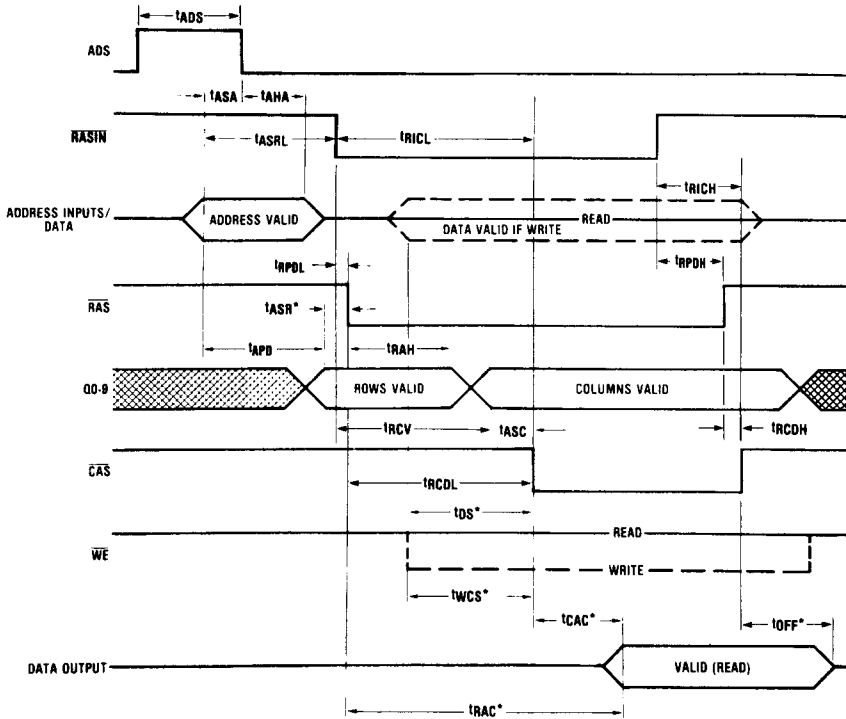 tADS
ADS
tASA tAHA
RASIN
tASRL tRICL
tRICH
ADDRESS INPUTS/
DATA
ADDRESS VALID
READ
DATA VALID IF WRITE
tRPDL
tRPDH
RAS
tASR*
tAPD tRAH
Q0-9
ROWS VALID COLUMNS VALID
tRCV tASC
tRCDH
CAS
tRCDL
tDS*
READ
WE
WRITE
tWCS*
tCAC*
tOFF*
DATA OUTPUT
VALID (READ)
tRAC*